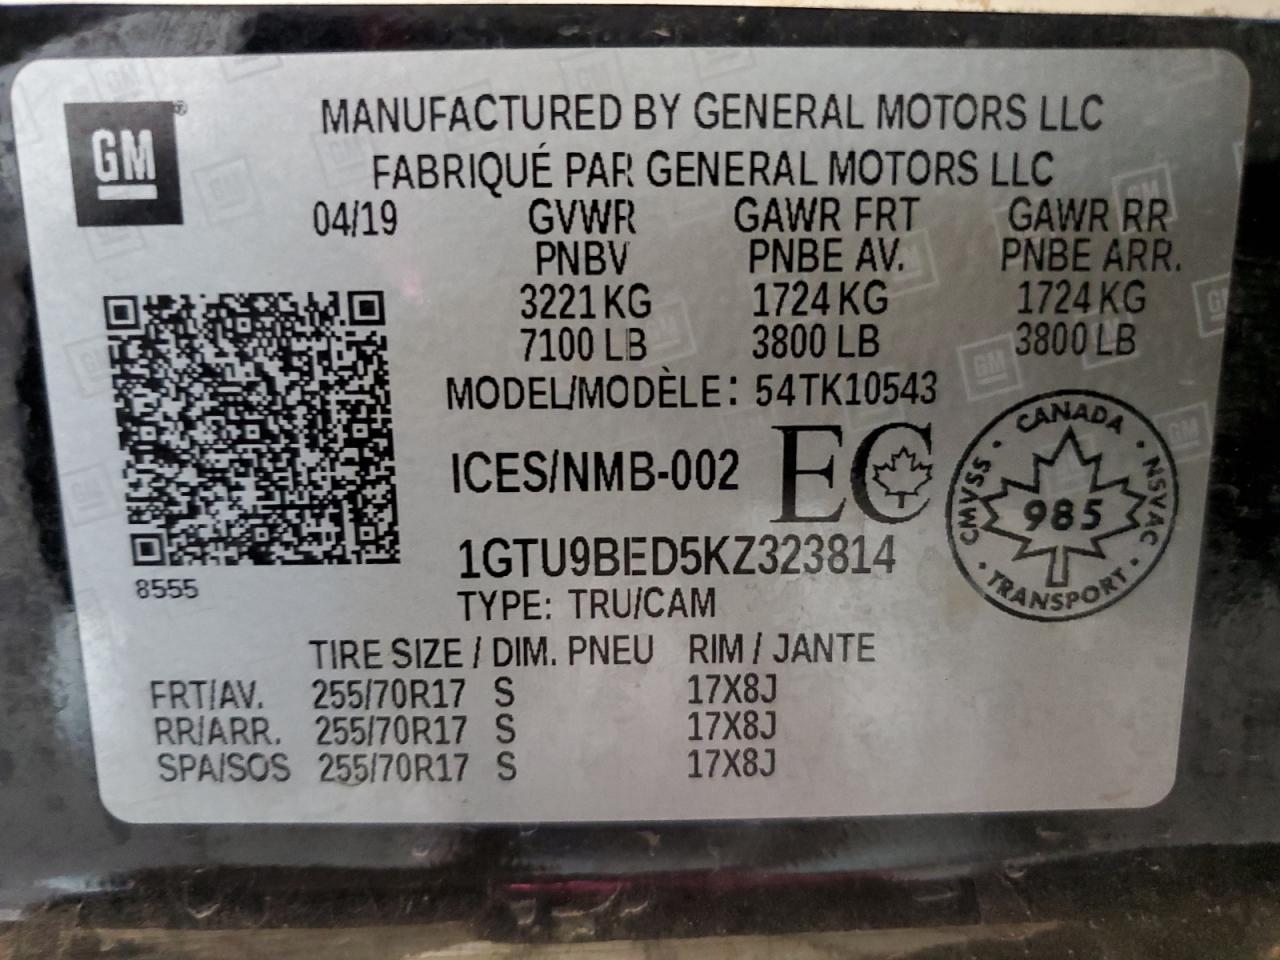 GM
MANUFACTURED BY GENERAL MOTORS LLC
FABRIQUÉ PAR GENERAL MOTORS LLC
04/19 GVWR GAWR FRT GAWR RR
PNBV PNBE AV. PNBE ARR.
3221 KG 1724 KG 1724 KG
7100 LB 3800 LB 3800 LB
MODEL/MODÈLE: 54TK10543
ICES/NMB-002 EC
CANADA
CMVSS 985 NSVAC
TRANSPORT
1GTU9BED5KZ323814
8555
TYPE: TRU/CAM
TIRE SIZE / DIM. PNEU RIM / JANTE
FRT/AV. 255/70R17 S 17X8J
RR/ARR. 255/70R17 S 17X8J
SPA/SOS 255/70R17 S 17X8J